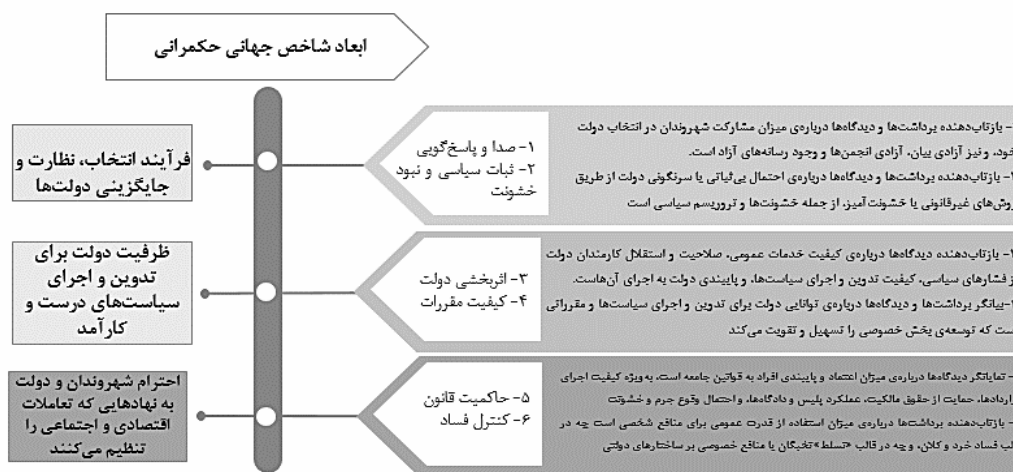 ابعاد شاخص جهانی حکمرانی
فرآیند انتخاب، نظارت و
جایگزینی دولت‌ها
۱- صدا و پاسخ‌گویی
۲- ثبات سیاسی و نبود
خشونت
- بازتاب‌دهنده برداشت‌ها و دیدگاه‌ها درباره‌ی میزان مشارکت شهروندان در انتخاب دولت
خود، و نیز آزادی بیان، آزادی انجمن‌ها و وجود رسانه‌های آزاد است.
- بازتاب‌دهنده برداشت‌ها و دیدگاه‌ها درباره‌ی احتمال بی‌ثباتی یا سرنگونی دولت از طریق
روش‌های غیرقانونی یا خشونت آمیز، از جمله خشونت‌ها و تروریسم سیاسی است
ظرفیت دولت برای
تدوین و اجرای
سیاست‌های درست و
کارآمد
۳- اثربخشی دولت
۴- کیفیت مقررات
- بازتاب‌دهنده دیدگاه‌ها درباره‌ی کیفیت خدمات عمومی، صلاحیت و استقلال کارمندان دولت
از فشارهای سیاسی، کیفیت تدوین و اجرای سیاست‌ها، و پایبندی دولت به اجرای آن‌هاست.
-بیانگر برداشت‌ها و دیدگاه‌ها درباره‌ی توانایی دولت برای تدوین و اجرای سیاست‌ها و مقرراتی
است که توسعه‌ی بخش خصوصی را تسهیل و تقویت می‌کند
احترام شهروندان و دولت
به نهادهایی که تعاملات
اقتصادی و اجتماعی را
تنظیم می‌کنند
۵- حاکمیت قانون
۶- کنترل فساد
- نمایانگر دیدگاه‌ها درباره‌ی میزان اعتماد و پایبندی افراد به قوانین جامعه است، به‌ویژه کیفیت اجرای
قراردادها، حمایت از حقوق مالکیت، عملکرد پلیس و دادگاه‌ها، و احتمال وقوع جرم و خشونت
- بازتاب‌دهنده برداشت‌ها درباره‌ی میزان استفاده از قدرت عمومی برای منافع شخصی است چه در
قالب فساد خرد و کلان، و چه در قالب «تسلط» نخبگان یا منافع خصوصی بر ساختارهای دولتی